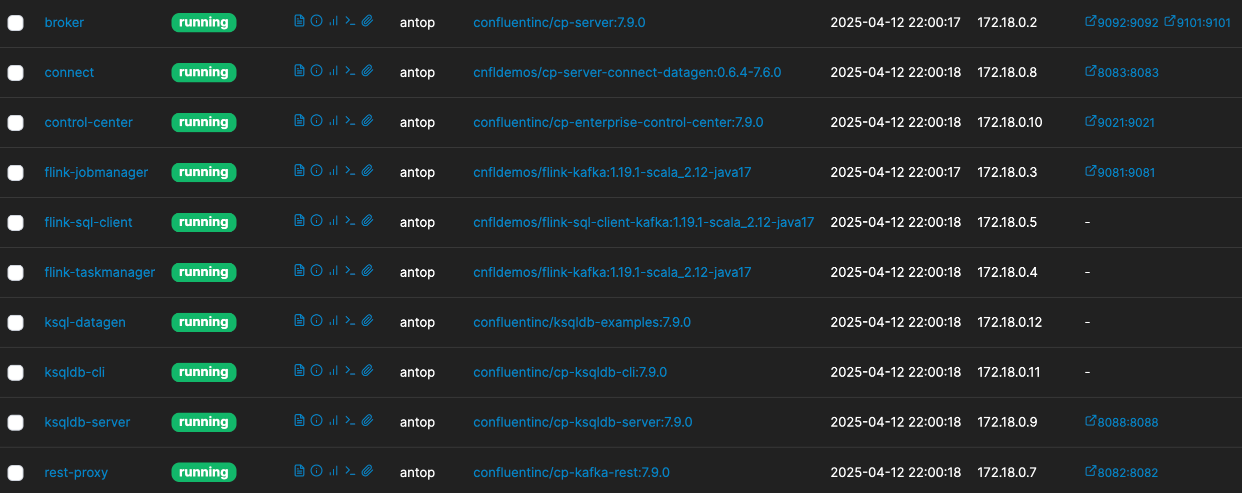 broker running antop confluentinc/cp-server:7.9.0 2025-04-12 22:00:17 172.18.0.2 9092:9092 9101:9101
connect running antop cnfldemos/cp-server-connect-datagen:0.6.4-7.6.0 2025-04-12 22:00:18 172.18.0.8 8083:8083
control-center running antop confluentinc/cp-enterprise-control-center:7.9.0 2025-04-12 22:00:18 172.18.0.10 9021:9021
flink-jobmanager running antop cnfldemos/flink-kafka:1.19.1-scala_2.12-java17 2025-04-12 22:00:17 172.18.0.3 9081:9081
flink-sql-client running antop cnfldemos/flink-sql-client-kafka:1.19.1-scala_2.12-java17 2025-04-12 22:00:18 172.18.0.5 -
flink-taskmanager running antop cnfldemos/flink-kafka:1.19.1-scala_2.12-java17 2025-04-12 22:00:18 172.18.0.4 -
ksql-datagen running antop confluentinc/ksqldb-examples:7.9.0 2025-04-12 22:00:18 172.18.0.12 -
ksqldb-cli running antop confluentinc/cp-ksqldb-cli:7.9.0 2025-04-12 22:00:18 172.18.0.11 -
ksqldb-server running antop confluentinc/cp-ksqldb-server:7.9.0 2025-04-12 22:00:18 172.18.0.9 8088:8088
rest-proxy running antop confluentinc/cp-kafka-rest:7.9.0 2025-04-12 22:00:18 172.18.0.7 8082:8082